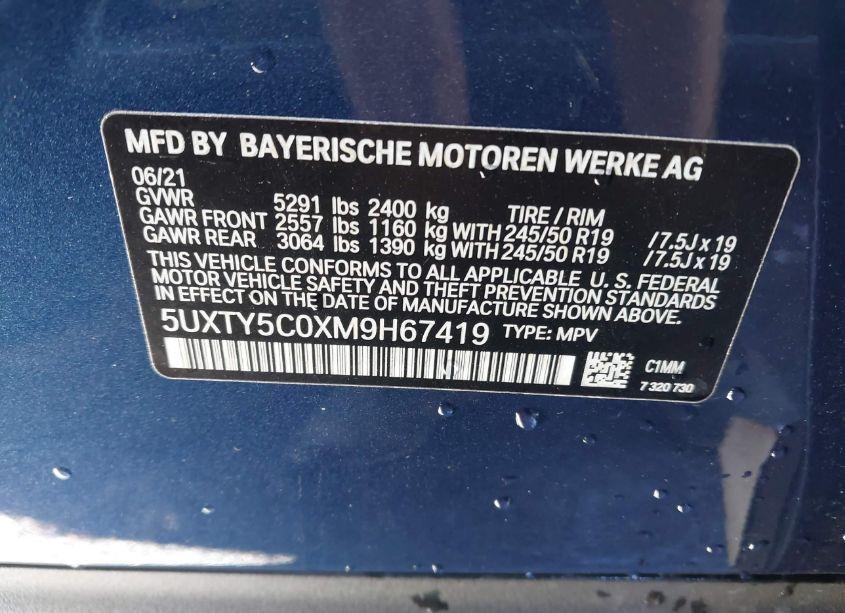 MFD BY BAYERISCHE MOTOREN WERKE AG
06/21
GVWR 5291 lbs 2400 kg TIRE / RIM
GAWR FRONT 2557 lbs 1160 kg WITH 245/50 R19 /7.5J x 19
GAWR REAR 3064 lbs 1390 kg WITH 245/50 R19 /7.5J x 19
THIS VEHICLE CONFORMS TO ALL APPLICABLE U. S. FEDERAL
MOTOR VEHICLE SAFETY AND THEFT PREVENTION STANDARDS
IN EFFECT ON THE DATE OF MANUFACTURE SHOWN ABOVE.
5UXTY5C0XM9H67419 TYPE: MPV
C1MM
7 320 730